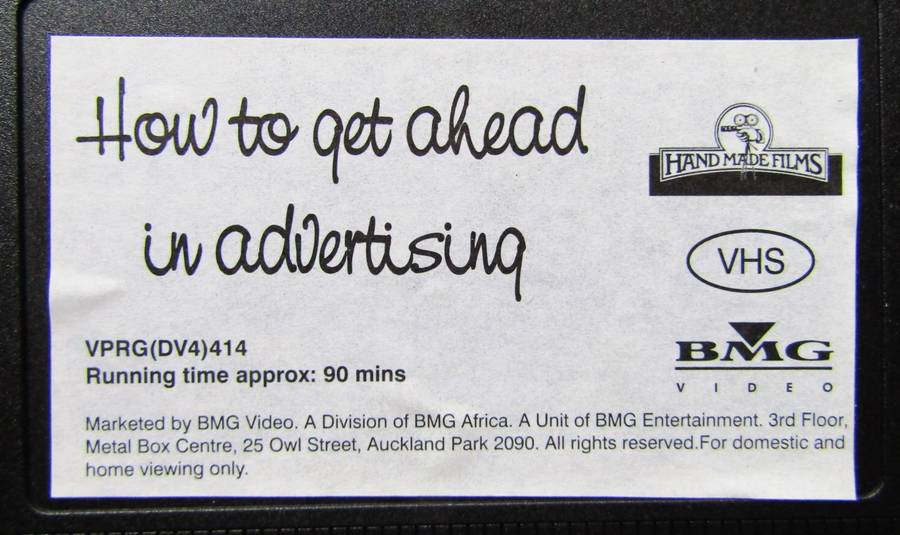 How to get ahead
in advertising
HAND MADE FILMS
VHS
BMG
VIDEO
VPRG(DV4)414
Running time approx: 90 mins
Marketed by BMG Video. A Division of BMG Africa. A Unit of BMG Entertainment. 3rd Floor,
Metal Box Centre, 25 Owl Street, Auckland Park 2090. All rights reserved.For domestic and
home viewing only.